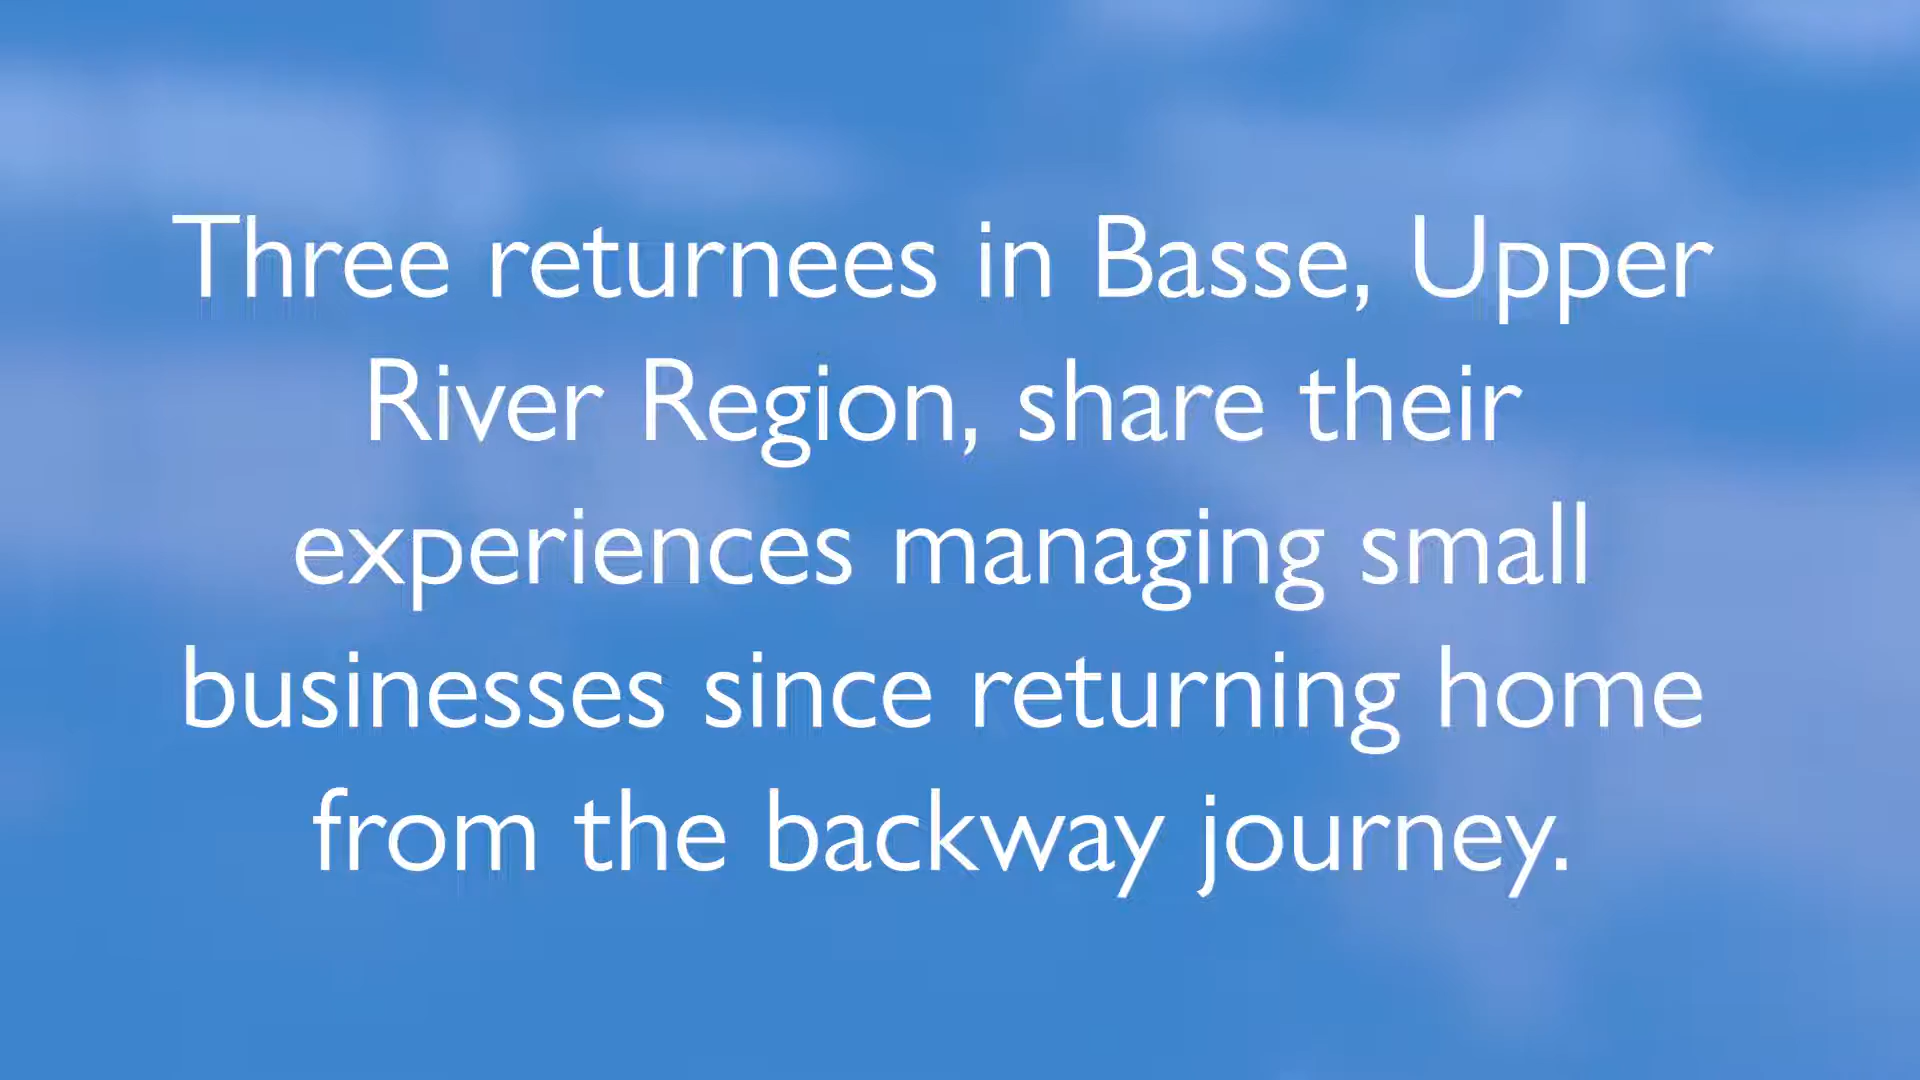 Three returnees in Basse, Upper
River Region, share their
experiences managing small
businesses since returning home
from the backway journey.